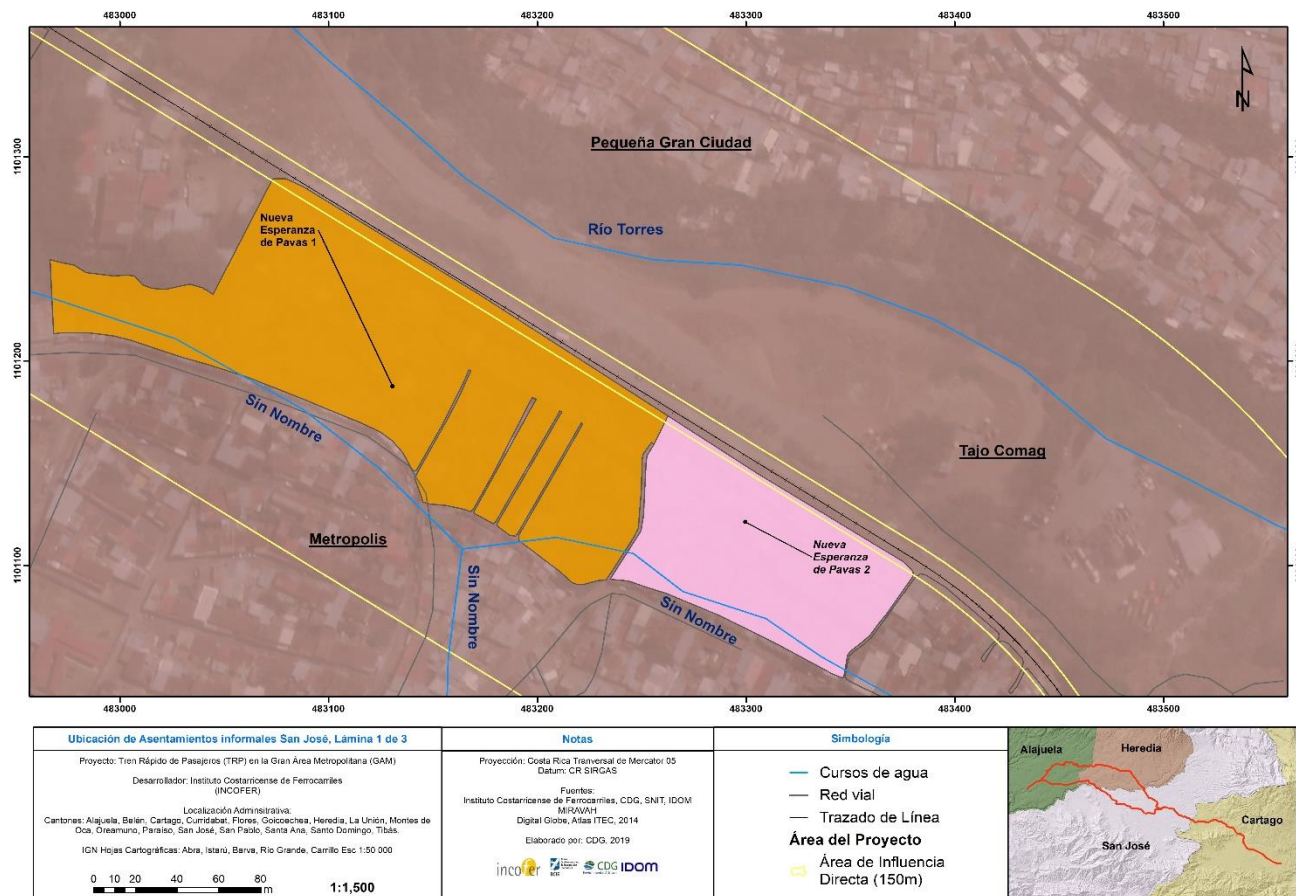 483000 483100 483200 483300 483400 483500
1101300
1101200
1101100
N
Pequeña Gran Ciudad
Nueva
Esperanza
de Pavas 1
Río Torres
Sin Nombre
Tajo Comag
Metropolis
Nueva
Esperanza
de Pavas 2
Sin Nombre
Sin Nombre
483000 483100 483200 483300 483400 483500
Ubicación de Asentamientos informales San José, Lámina 1 de 3
Proyecto: Tren Rápido de Pasajeros (TRP) en la Gran Área Metropolitana (GAM)
Desarrollador: Instituto Costarricense de Ferrocarriles
(INCOFER)
Localización Administrativa:
Cantones: Alajuela, Belén, Cartago, Curridabat, Flores, Goicoechea, Heredia, La Unión, Montes de
Oca, Oreamuno, Paraíso, San José, San Pablo, Santa Ana, Santo Domingo, Tibás.
IGN Hojas Cartográficas: Abra, Istarú, Barva, Río Grande, Carrillo Esc 1:50 000
0 10 20 40 60 80
m
1:1,500
Notas
Proyección: Costa Rica Tranversal de Mercator 05
Datum: CR SIRGAS
Fuentes:
Instituto Costarricense de Ferrocarriles, CDG, SNIT, IDOM
MIRAVAH
Digital Globe, Atlas ITEC, 2014
Elaborado por: CDG, 2019
incofer CDG IDOM
Simbología
Cursos de agua
Red vial
Trazado de Línea
Área del Proyecto
Área de Influencia
Directa (150m)
Alajuela
Heredia
Cartago
San José